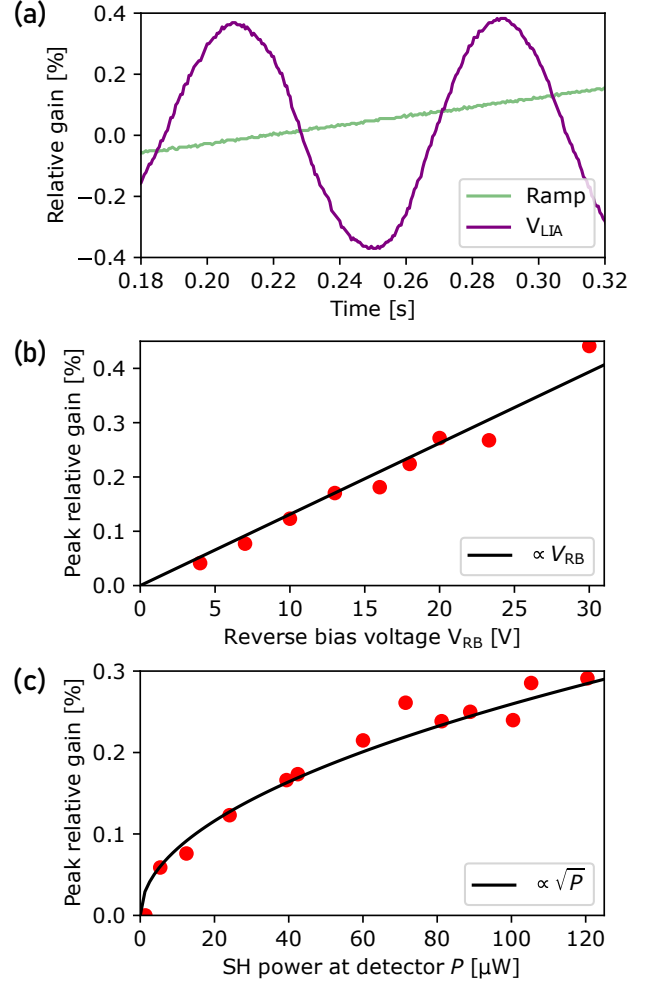 (a)
Relative gain [%]
0.4
0.2
0.0
−0.2
−0.4
Ramp
V_LIA
0.18 0.20 0.22 0.24 0.26 0.28 0.30 0.32
Time [s]
(b)
Peak relative gain [%]
0.4
0.3
0.2
0.1
0.0
∝ V_RB
0 5 10 15 20 25 30
Reverse bias voltage V_RB [V]
(c)
Peak relative gain [%]
0.3
0.2
0.1
0.0
∝ √P
0 20 40 60 80 100 120
SH power at detector P [µW]